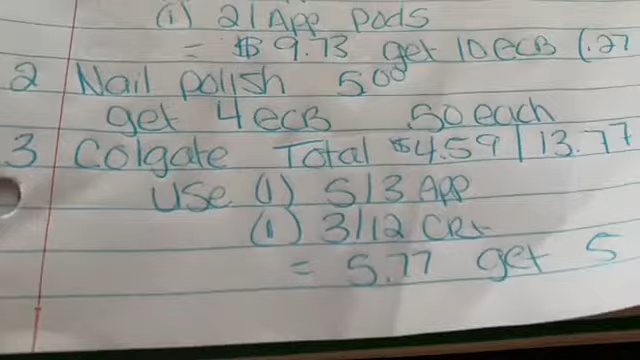 (1) 2/App pods
= $9.73 get 10 ECB (.27
2 Nail polish 5.00
get 4 ECB .50 each
3 Colgate Total $4.59 | 13.77
USE (1) 5/3 APP
(1) 3/12 CRT
= 5.77 get 5